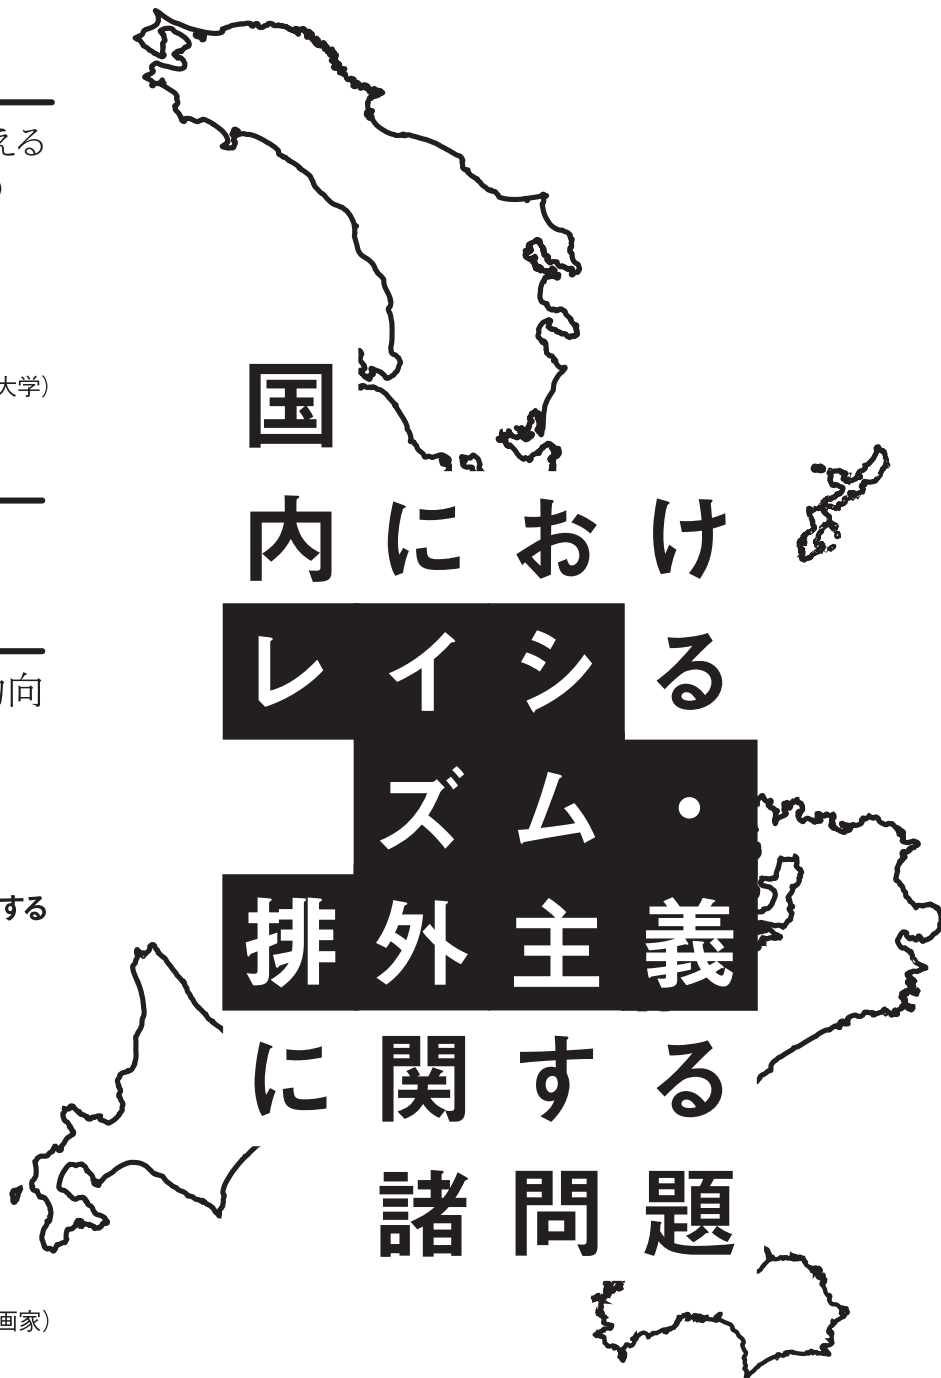 える
の
大学）
向
する
画家）
国
内におけ
レイシる
ズム・
排外主義
に関する
諸問題